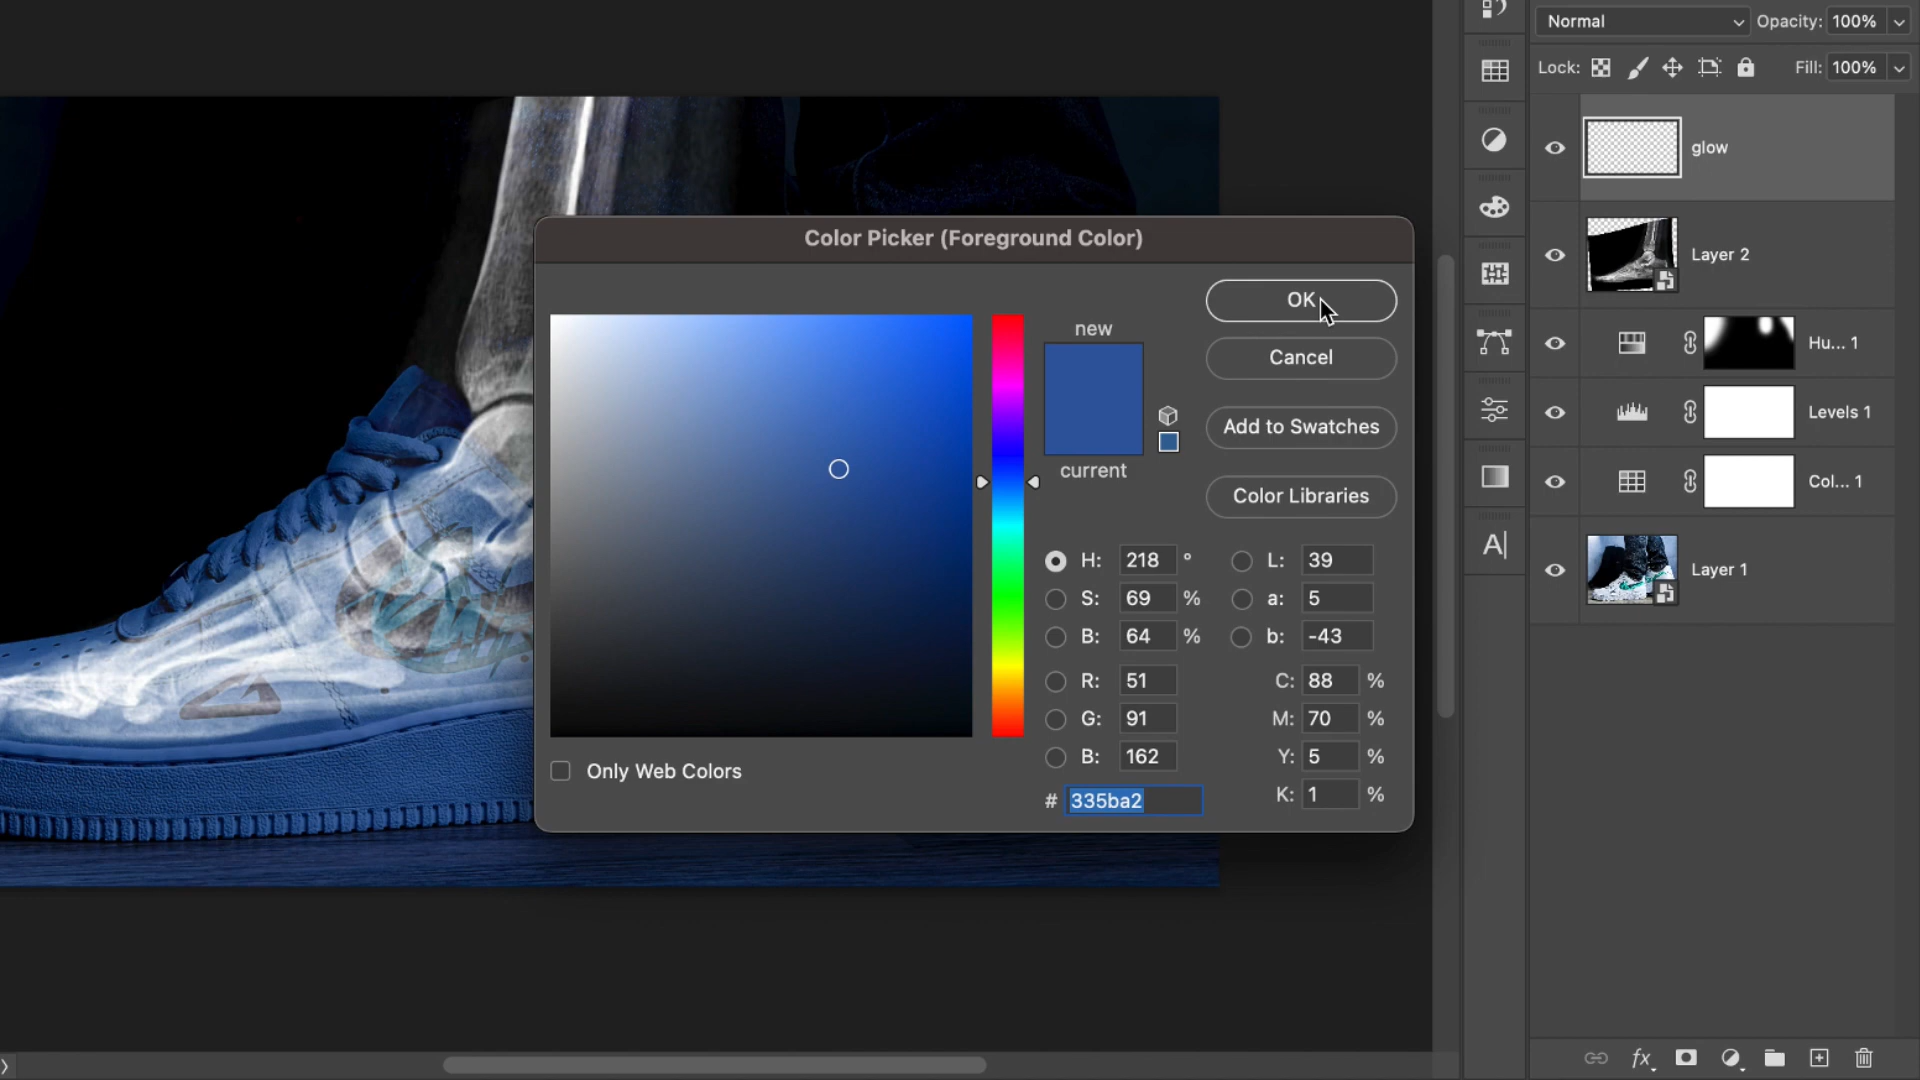 Normal
Opacity: 100%
Lock:
Fill: 100%
glow
Layer 2
Hu... 1
Levels 1
Col... 1
Layer 1
A
fx
Color Picker (Foreground Color)
new
current
OK
Cancel
Add to Swatches
Color Libraries
H: 218 °
S: 69 %
B: 64 %
R: 51
G: 91
B: 162
# 335ba2
L: 39
a: 5
b: -43
C: 88 %
M: 70 %
Y: 5 %
K: 1 %
Only Web Colors